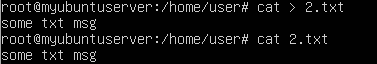 root@myubuntuserver:/home/user# cat > 2.txt
some txt msg
root@myubuntuserver:/home/user# cat 2.txt
some txt msg